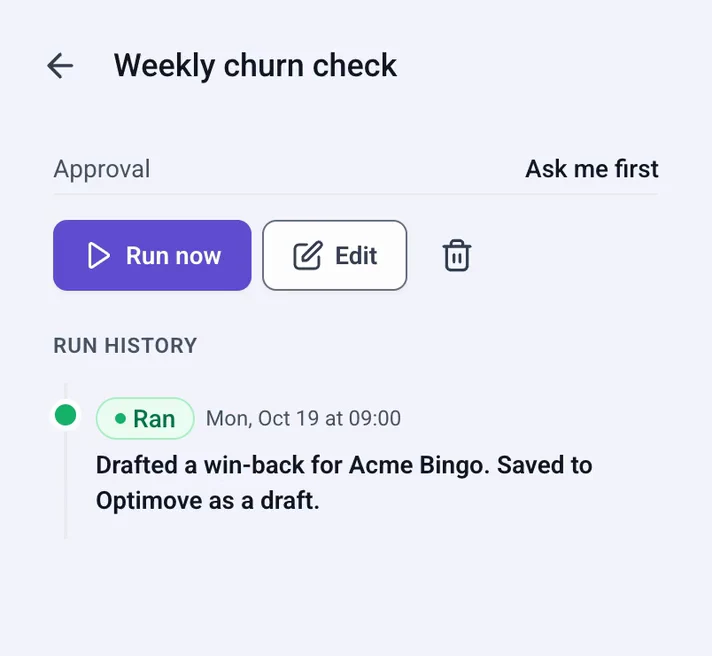 Weekly churn check
Approval
Ask me first
Run now
Edit
RUN HISTORY
Ran
Mon, Oct 19 at 09:00
Drafted a win-back for Acme Bingo. Saved to
Optimove as a draft.